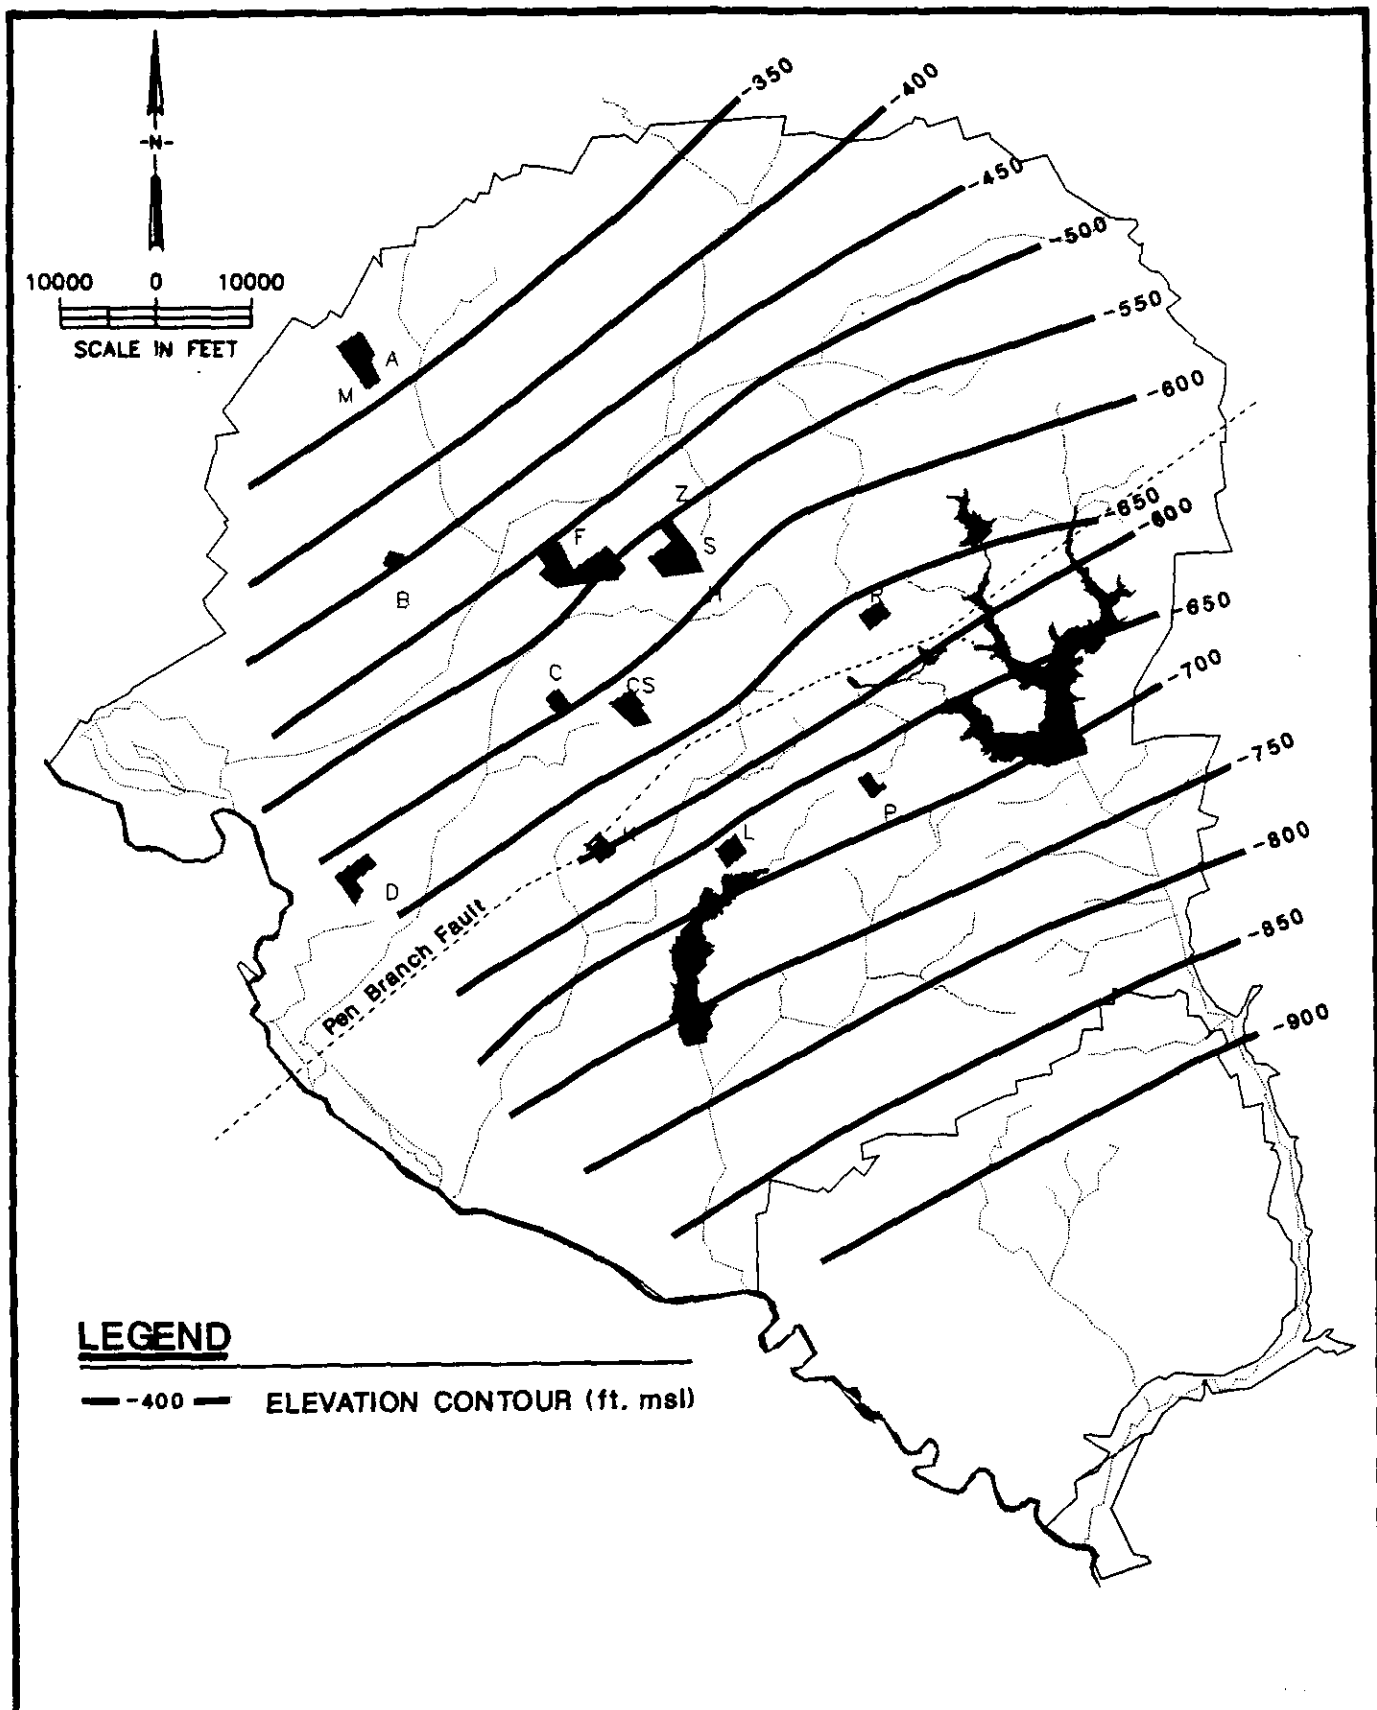 -350
-400
-N-
-450
-500
10000 0 10000
-550
SCALE IN FEET
A
-600
M
Z
-650
-600
F
S
B
H
R
-650
C
CS
-700
-750
P
K
L
-800
D
Pen Branch Fault
-850
-900
LEGEND
-400 ELEVATION CONTOUR (ft. msl)